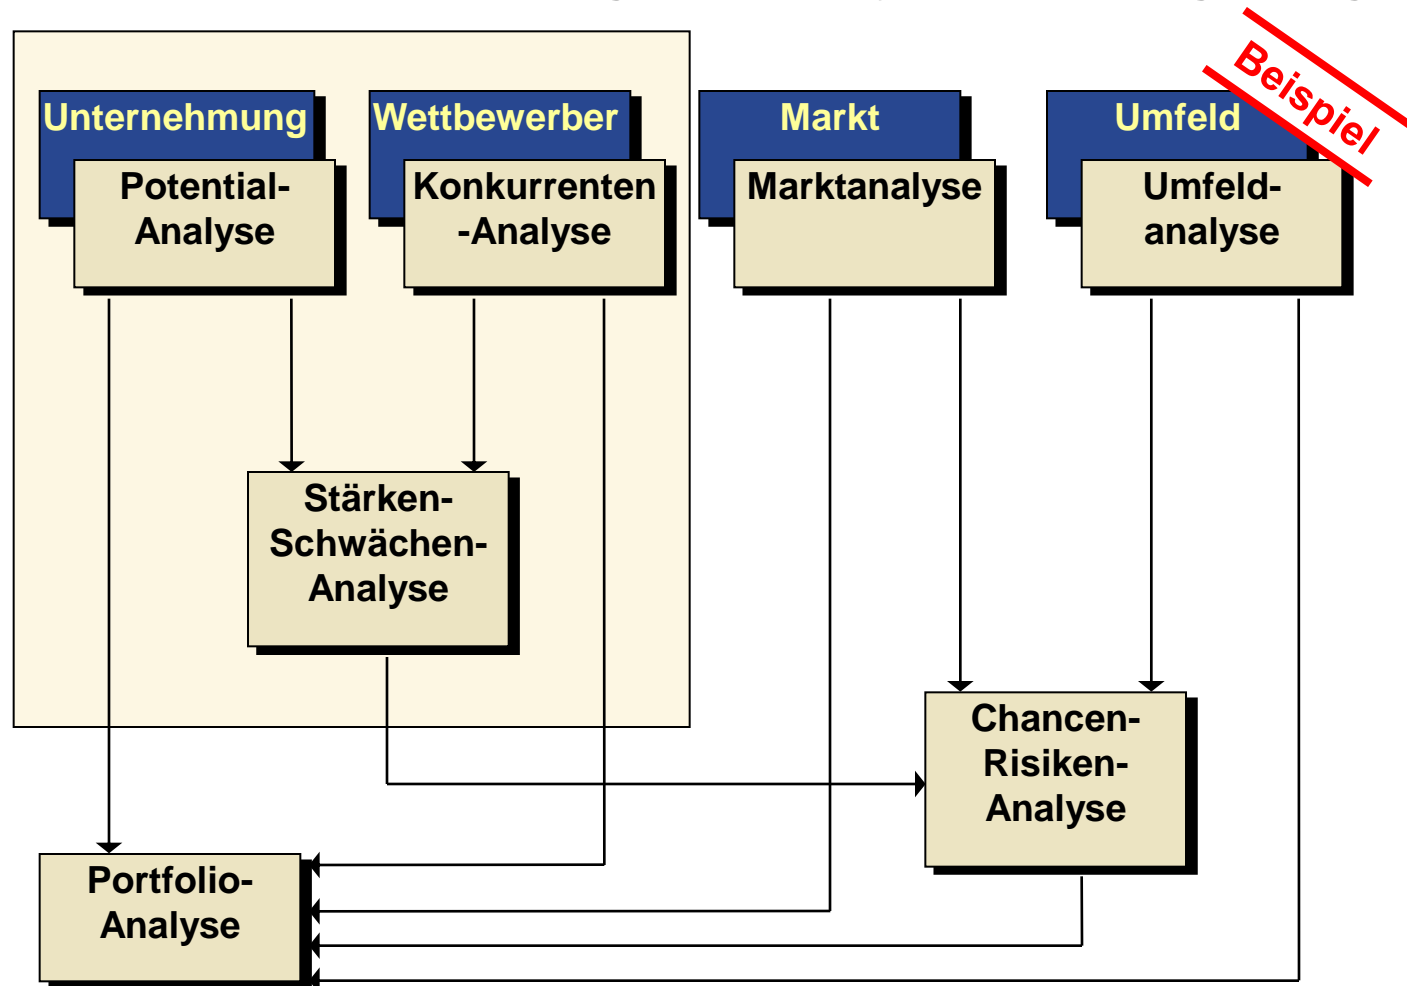 Beispiel
Unternehmung
Wettbewerber
Markt
Umfeld
Potential-
Analyse
Konkurrenten
-Analyse
Marktanalyse
Umfeld-
analyse
Stärken-
Schwächen-
Analyse
Chancen-
Risiken-
Analyse
Portfolio-
Analyse